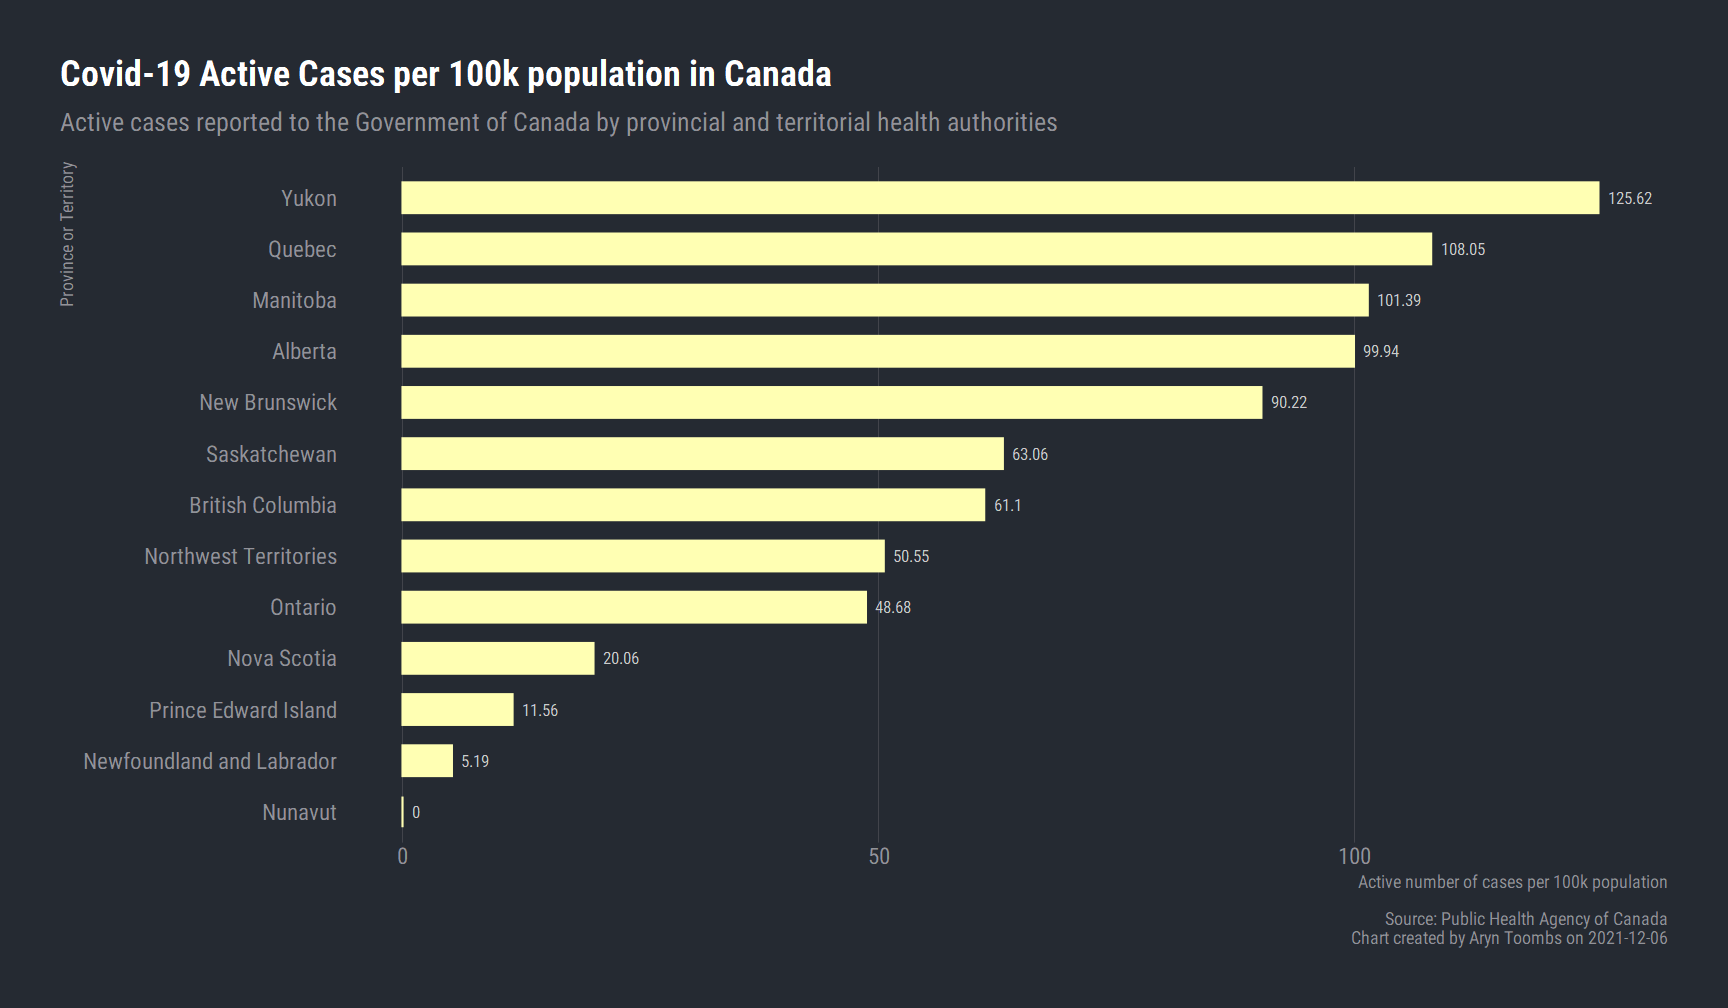 Covid-19 Active Cases per 100k population in Canada
Active cases reported to the Government of Canada by provincial and territorial health authorities
Province or Territory
Yukon 125.62
Quebec 108.05
Manitoba 101.39
Alberta 99.94
New Brunswick 90.22
Saskatchewan 63.06
British Columbia 61.1
Northwest Territories 50.55
Ontario 48.68
Nova Scotia 20.06
Prince Edward Island 11.56
Newfoundland and Labrador 5.19
Nunavut 0
0 50 100
Active number of cases per 100k population
Source: Public Health Agency of Canada
Chart created by Aryn Toombs on 2021-12-06